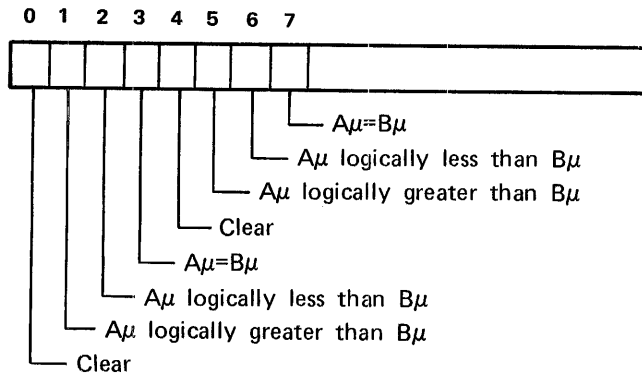 0 1 2 3 4 5 6 7
Aμ=Bμ
Aμ logically less than Bμ
Aμ logically greater than Bμ
Clear
Aμ=Bμ
Aμ logically less than Bμ
Aμ logically greater than Bμ
Clear